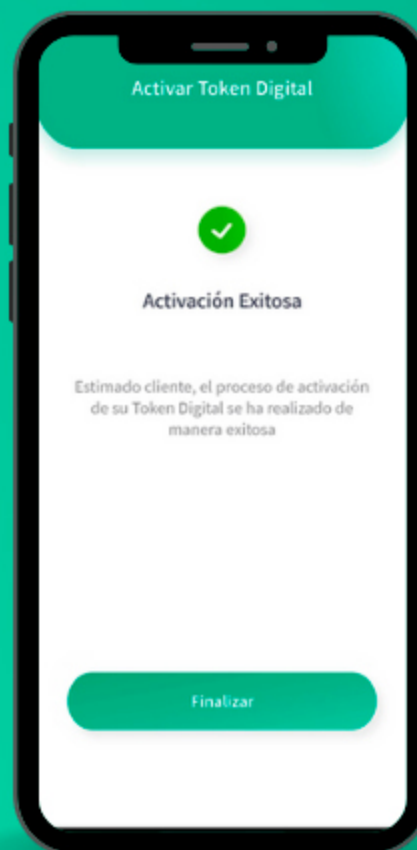 Activar Token Digital
Activación Exitosa
Estimado cliente, el proceso de activación
de su Token Digital se ha realizado de
manera exitosa
Finalizar